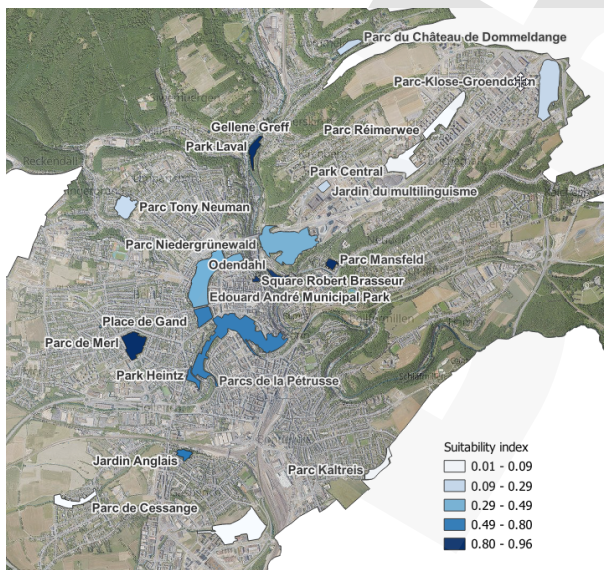 Parc du Château de Dommeldange
Parc-Klose-Groendchen
Gellene Greff
Parc Réimerwee
Park Laval
Park Central
Jardin du multilinguisme
Parc Tony Neuman
Parc Niedergrünewald
Odendahl
Parc Mansfeld
Square Robert Brasseur
Edouard André Municipal Park
Place de Gand
Parc de Merl
Park Heintz
Parcs de la Pétrusse
Jardin Anglais
Parc Kaltreis
Parc de Cessange
Suitability index
0.01 - 0.09
0.09 - 0.29
0.29 - 0.49
0.49 - 0.80
0.80 - 0.96